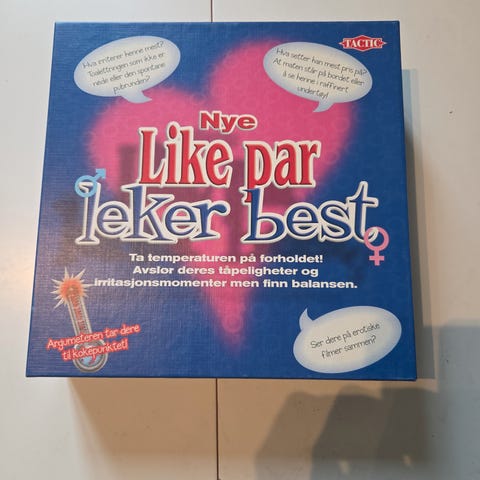 Hva irriterer henne mest?
Toalettringen som ikke er
nede eller den spontane
pubrunden?
TACTIC
Hva setter han mest pris på?
At maten står på bordet eller
å se henne i raffinert
undertøy!
Nye
Like par
leker best
Ta temperaturen på forholdet!
Avslør deres tåpeligheter og
irritasjonsmomenter men finn balansen.
Argumeteren tar dere
til kokepunktet!
Ser dere på erotiske
filmer sammen?